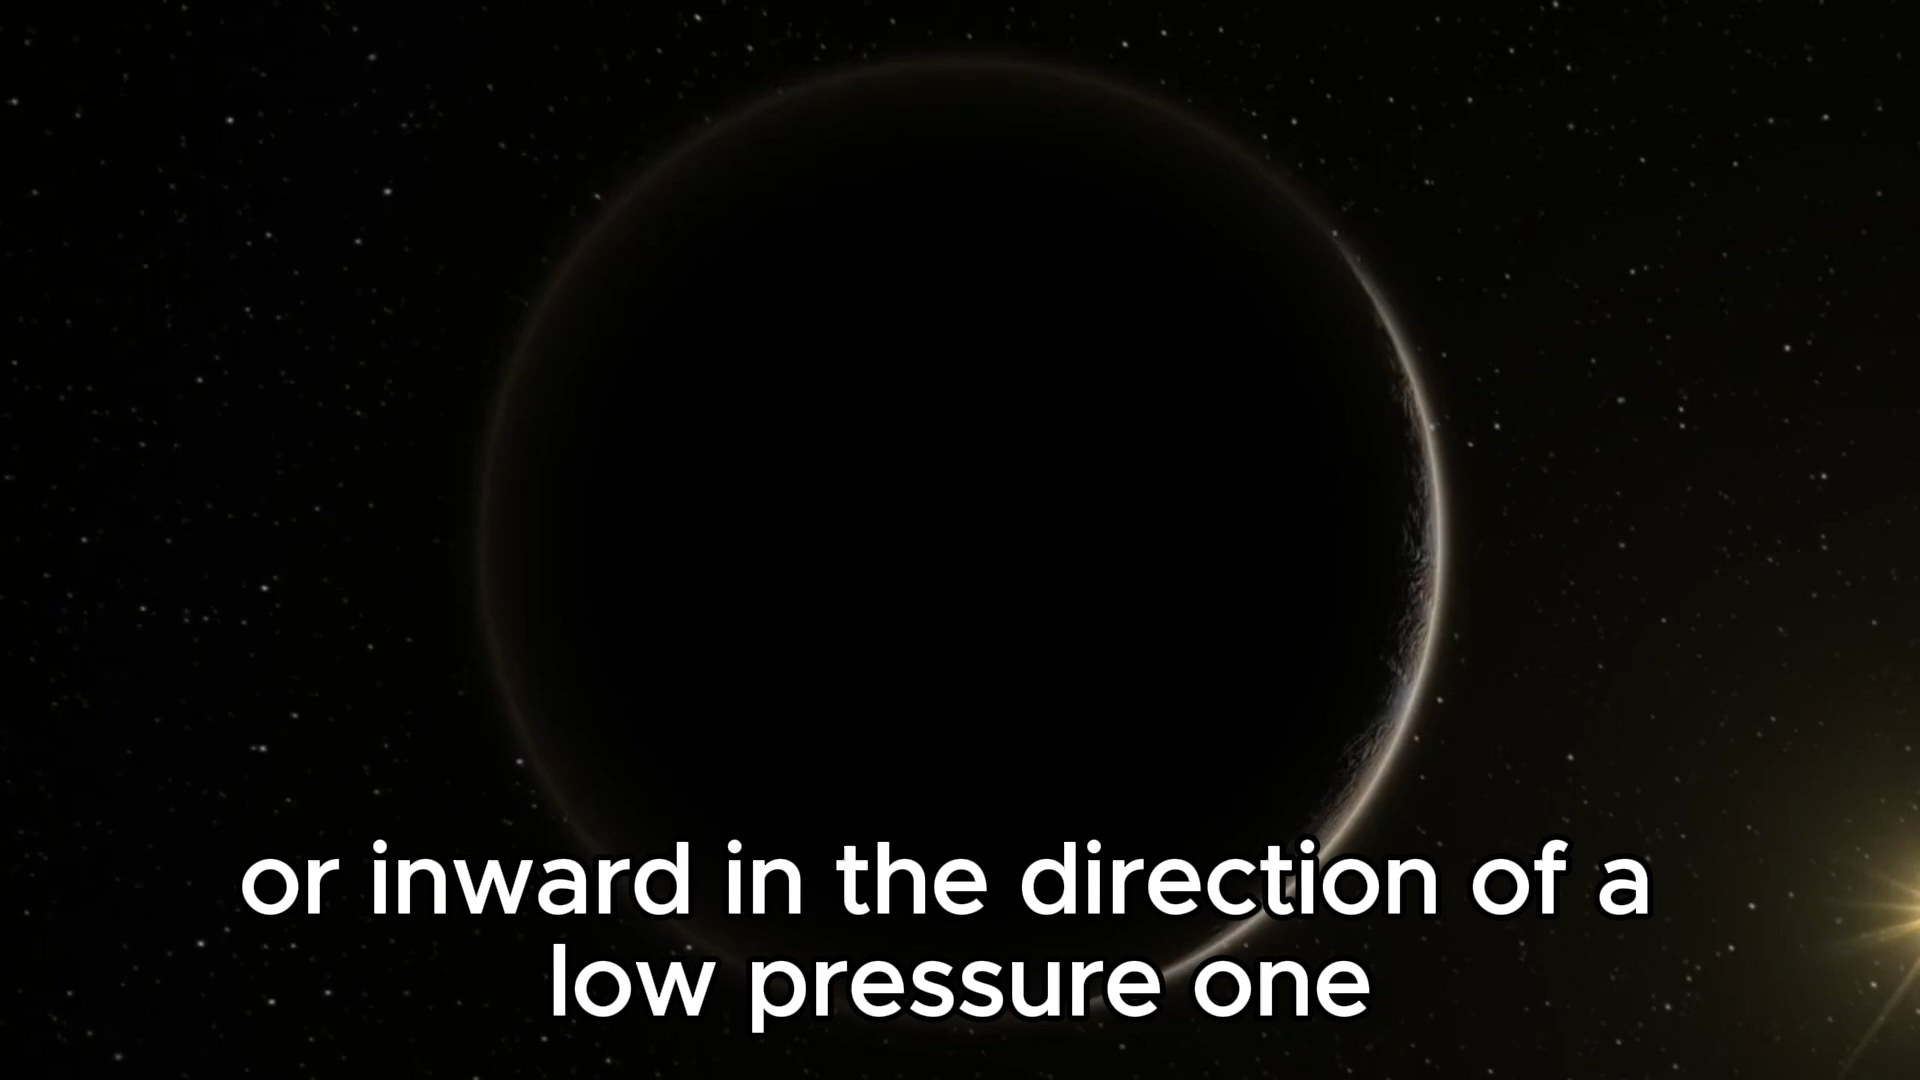 or inward in the direction of a
low pressure one